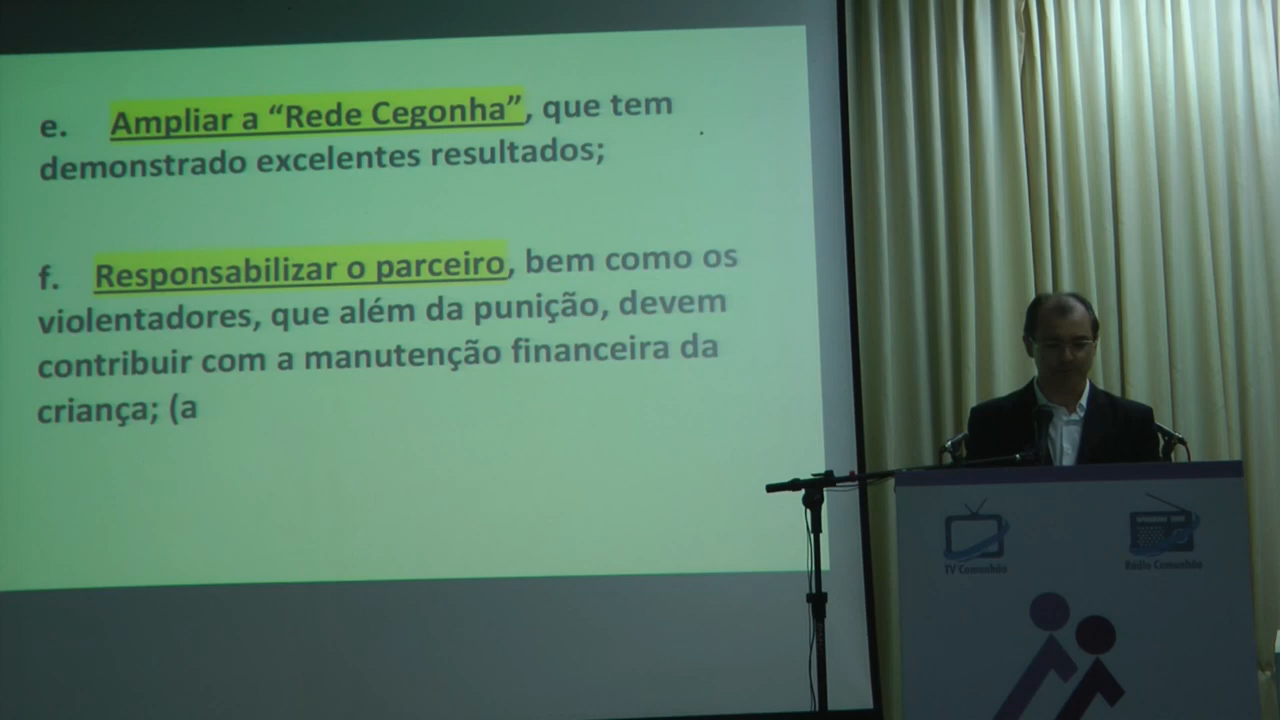 e. Ampliar a “Rede Cegonha”, que tem
demonstrado excelentes resultados;
f. Responsabilizar o parceiro, bem como os
violentadores, que além da punição, devem
contribuir com a manutenção financeira da
criança; (a
TV Comunhão
Rádio Comunhão